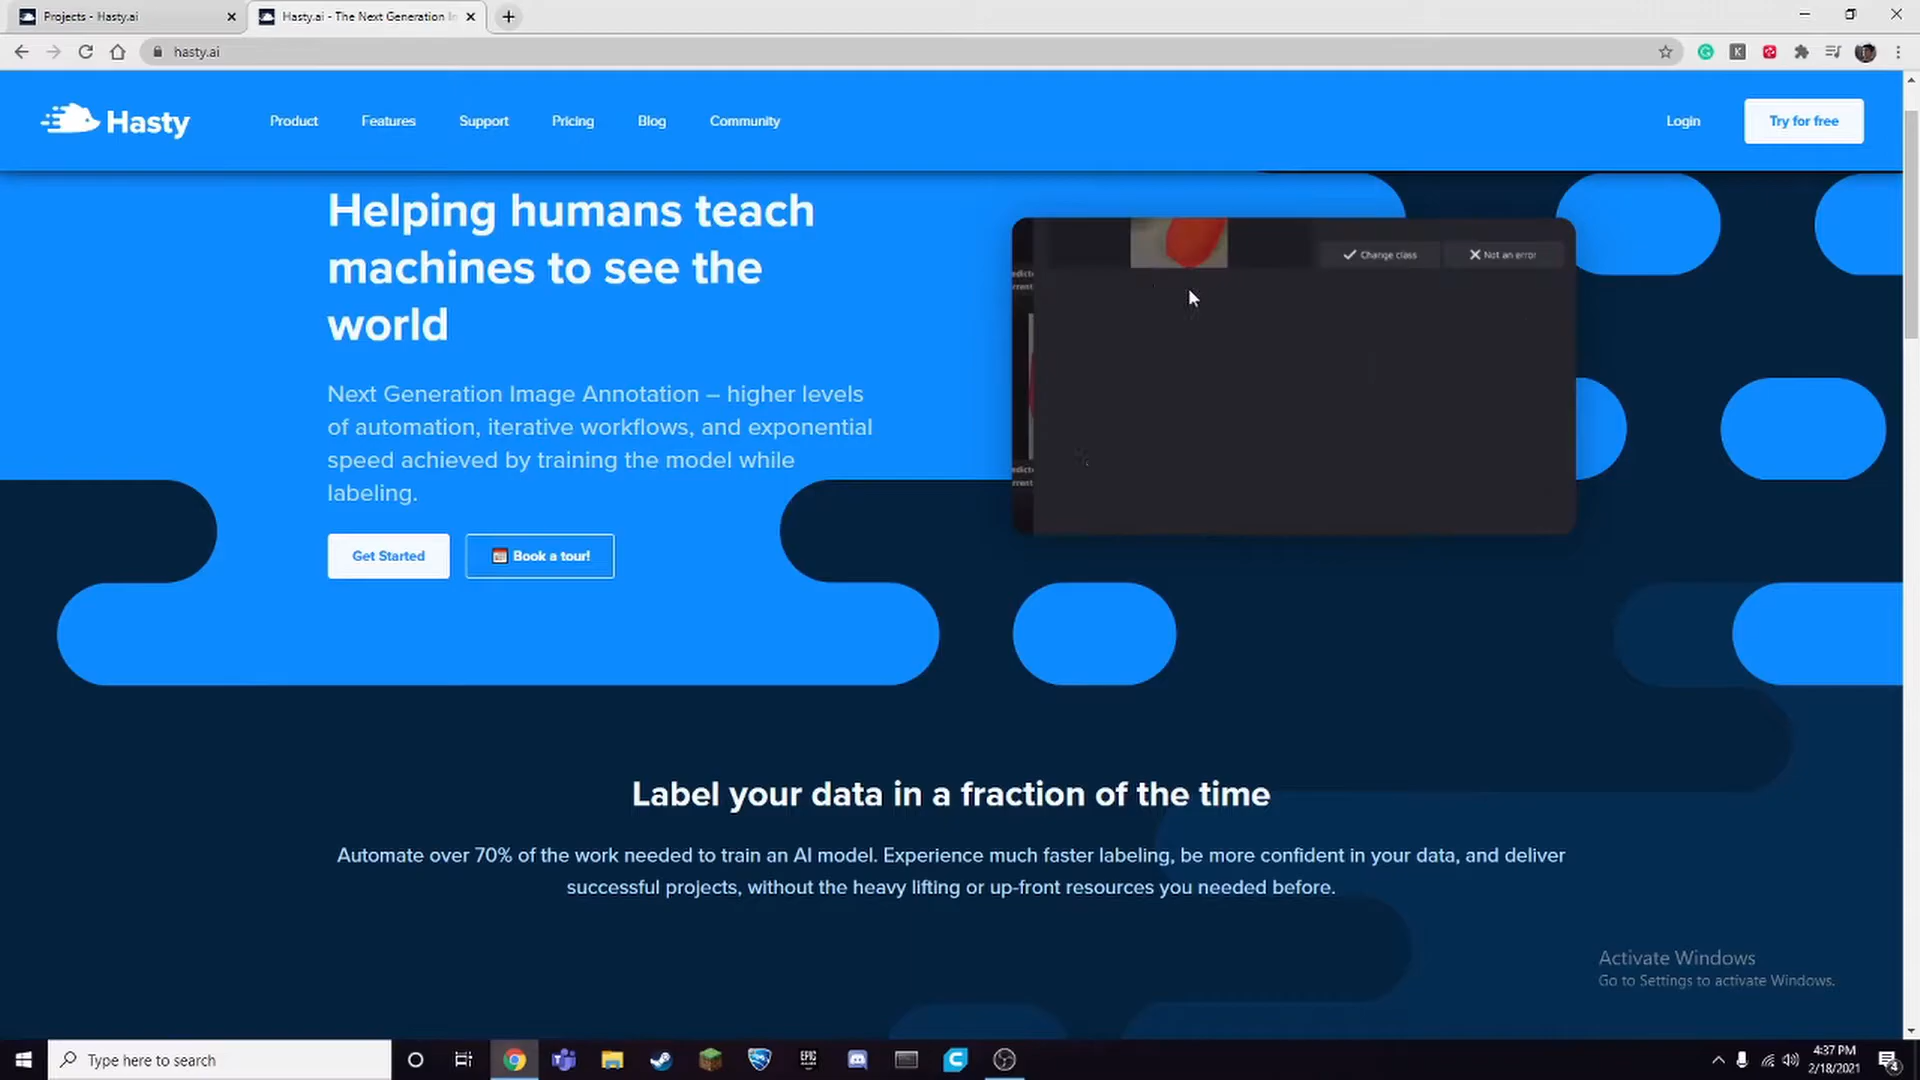 Projects - Hasty.ai
Hasty.ai - The Next Generation
hasty.ai
K
Hasty
Product
Features
Support
Pricing
Blog
Community
Login
Try for free
Helping humans teach
machines to see the
world
Next Generation Image Annotation – higher levels
of automation, iterative workflows, and exponential
speed achieved by training the model while
labeling.
Get Started
Book a tour!
Change class
Not an error
Label your data in a fraction of the time
Automate over 70% of the work needed to train an AI model. Experience much faster labeling, be more confident in your data, and deliver
successful projects, without the heavy lifting or up-front resources you needed before.
Activate Windows
Go to Settings to activate Windows.
Type here to search
EPIC
4:37 PM
2/18/2021
4